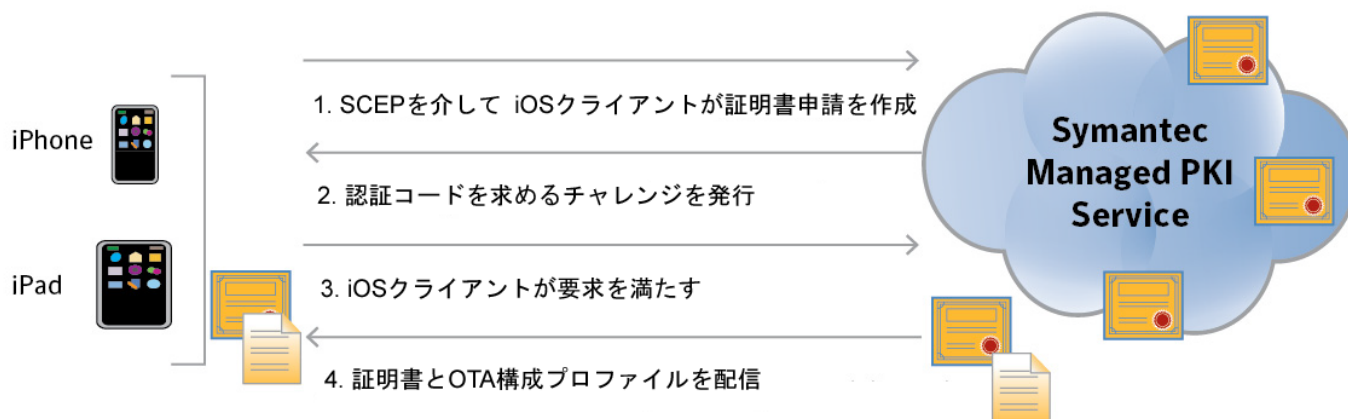 iPhone
iPad
1. SCEPを介して iOSクライアントが証明書申請を作成
2. 認証コードを求めるチャレンジを発行
3. iOSクライアントが要求を満たす
4. 証明書とOTA構成プロファイルを配信
Symantec
Managed PKI
Service